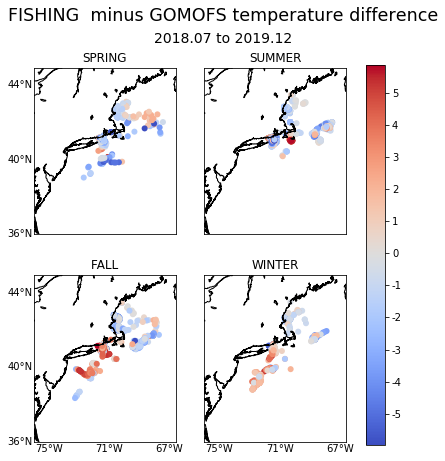 FISHING  minus GOMOFS temperature difference
2018.07 to 2019.12
SPRING
SUMMER
44°N
40°N
36°N
5
4
3
2
1
0
-1
-2
-3
-4
-5
FALL
WINTER
44°N
40°N
36°N
75°W 71°W 67°W
75°W 71°W 67°W